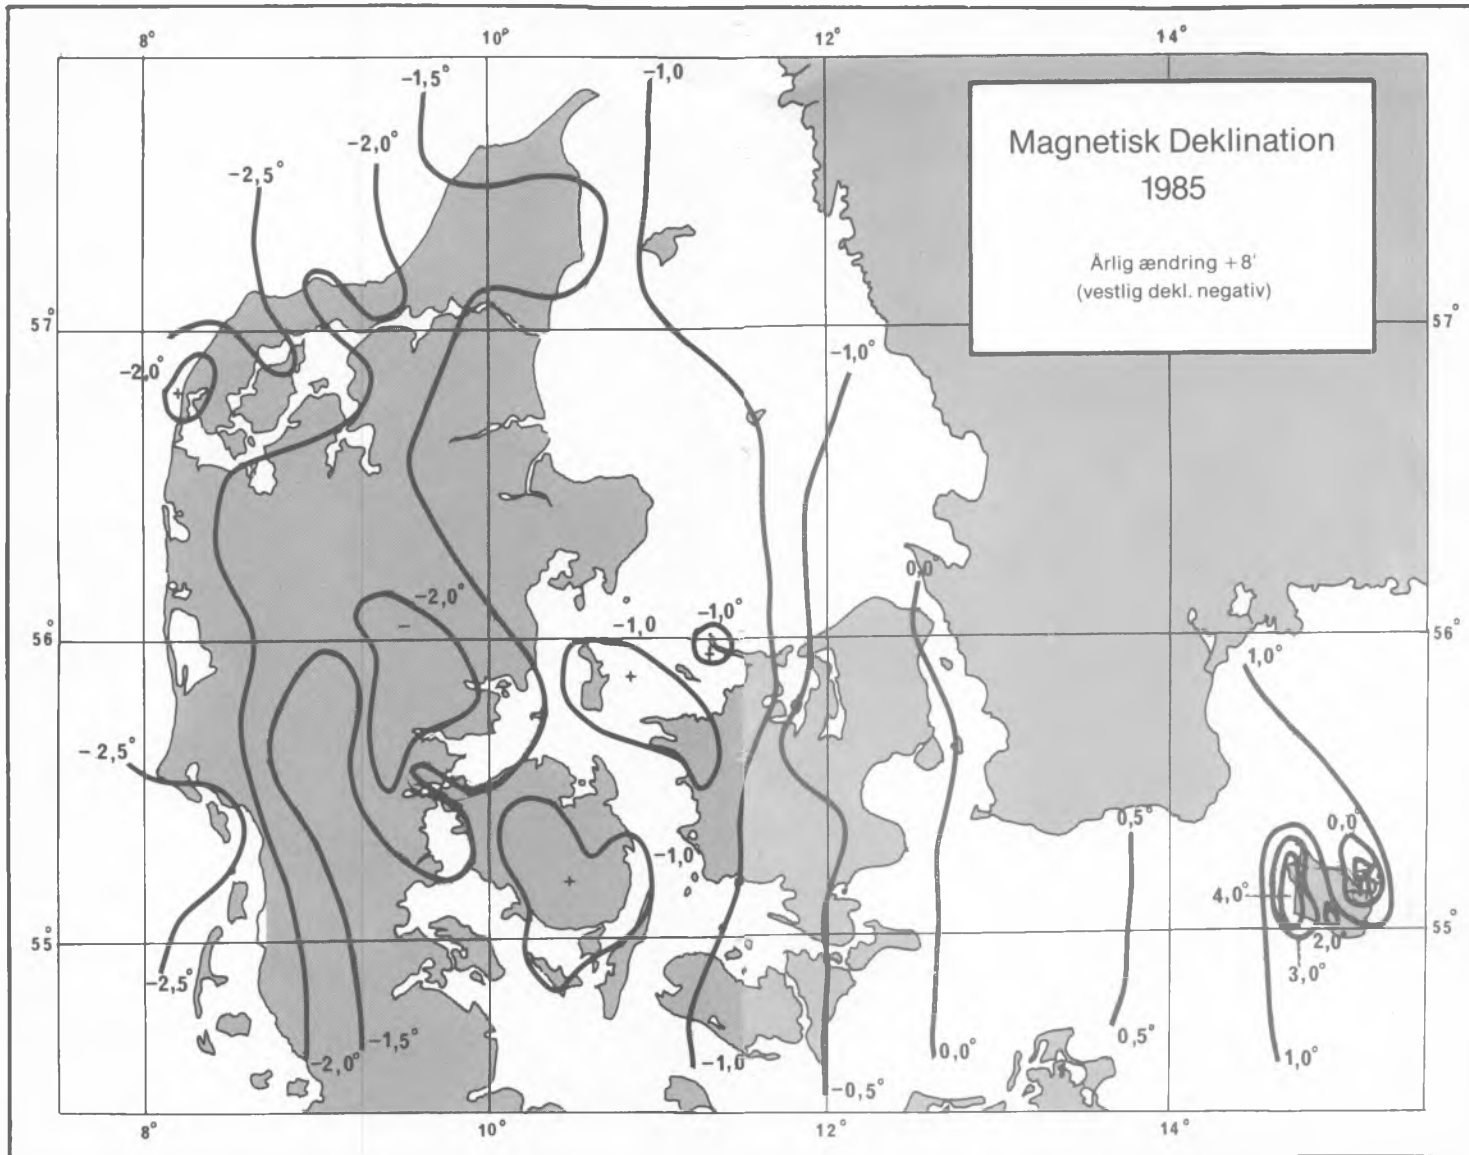 8° 10° 12° 14°
−1,5° −1,0
−2,0°
−2,5°
Magnetisk Deklination
1985
Årlig ændring +8'
(vestlig dekl. negativ)
57° 57°
−1,0°
−2,0°
0,0°
−2,0° −1,0° −1,0°
56° 56°
1,0°
−2,5°
0,5° 0,0°
−1,0°
4,0°
55° 2,0 55°
3,0°
−2,5°
−2,0° −1,5° −1,0 −0,5° 0,0° 0,5° 1,0°
8° 10° 12° 14°